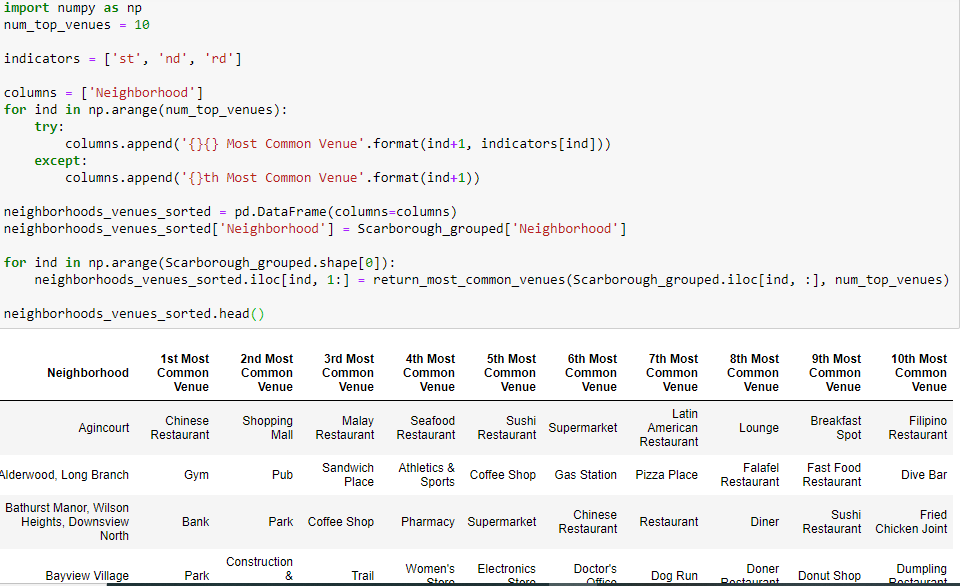 import numpy as np
num_top_venues = 10
indicators = ['st', 'nd', 'rd']
columns = ['Neighborhood']
for ind in np.arange(num_top_venues):
    try:
        columns.append('{}{} Most Common Venue'.format(ind+1, indicators[ind]))
    except:
        columns.append('{}th Most Common Venue'.format(ind+1))
neighborhoods_venues_sorted = pd.DataFrame(columns=columns)
neighborhoods_venues_sorted['Neighborhood'] = Scarborough_grouped['Neighborhood']
for ind in np.arange(Scarborough_grouped.shape[0]):
    neighborhoods_venues_sorted.iloc[ind, 1:] = return_most_common_venues(Scarborough_grouped.iloc[ind, :], num_top_venues)
neighborhoods_venues_sorted.head()
1st Most 2nd Most 3rd Most 4th Most 5th Most 6th Most 7th Most 8th Most 9th Most 10th Most
Neighborhood Common Common Common Common Common Common Common Common Common Common
Venue Venue Venue Venue Venue Venue Venue Venue Venue Venue
Latin
Chinese Shopping Malay Seafood Sushi Breakfast Filipino
Agincourt Supermarket American Lounge
Restaurant Mall Restaurant Restaurant Restaurant Spot Restaurant
Restaurant
Sandwich Athletics & Falafel Fast Food
Alderwood, Long Branch Gym Pub Coffee Shop Gas Station Pizza Place Dive Bar
Place Sports Restaurant Restaurant
Bathurst Manor, Wilson Chinese Sushi Fried
Heights, Downsview Bank Park Coffee Shop Pharmacy Supermarket Restaurant Diner
North Restaurant Restaurant Chicken Joint
Construction Women's Electronics Doctor's Doner Dumpling
Bayview Village Park & Trail Dog Run Donut Shop
Store Store Office Restaurant Restaurant